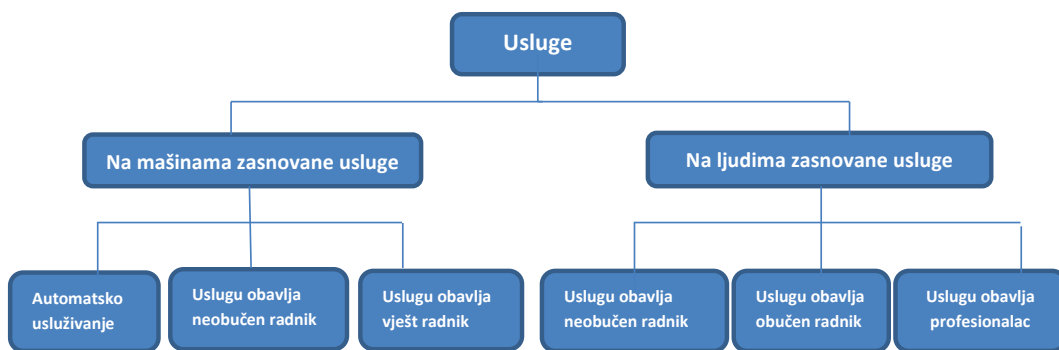 Usluge
Na mašinama zasnovane usluge
Na ljudima zasnovane usluge
Automatsko
usluživanje
Uslugu obavlja
neobučen radnik
Uslugu obavlja
vješt radnik
Uslugu obavlja
neobučen radnik
Uslugu obavlja
obučen radnik
Uslugu obavlja
profesionalac